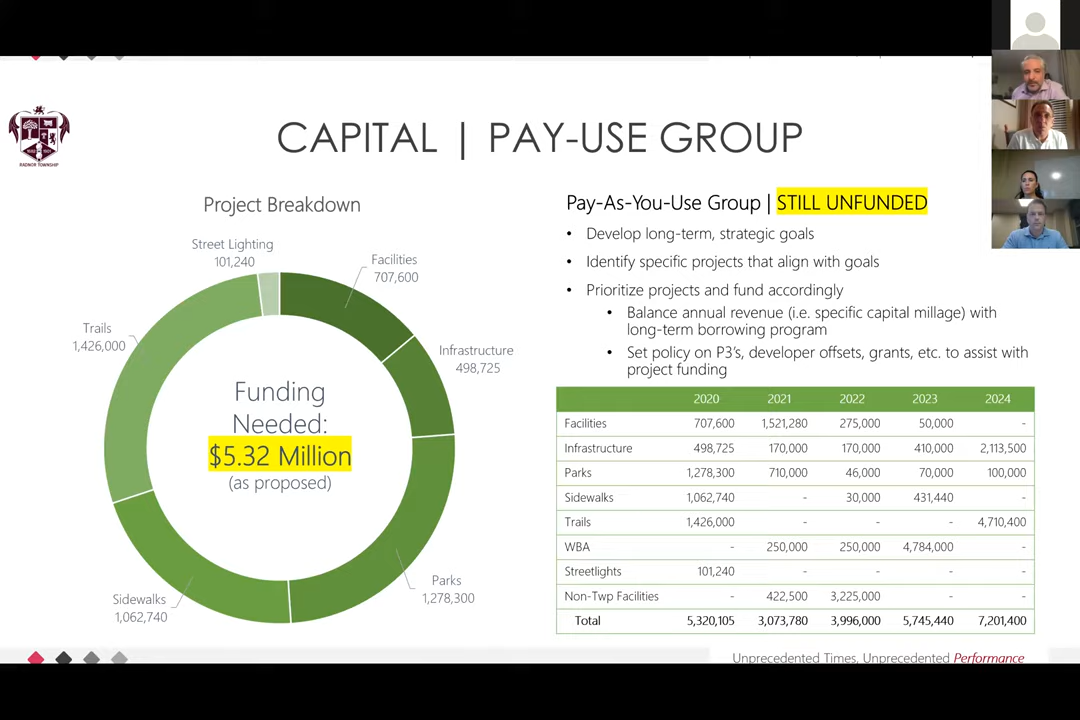 RADNOR TOWNSHIP
CAPITAL | PAY-USE GROUP
Project Breakdown
Street Lighting
101,240
Facilities
707,600
Trails
1,426,000
Infrastructure
498,725
Funding
Needed:
$5.32 Million
(as proposed)
Parks
1,278,300
Sidewalks
1,062,740
Pay-As-You-Use Group | STILL UNFUNDED
• Develop long-term, strategic goals
• Identify specific projects that align with goals
• Prioritize projects and fund accordingly
• Balance annual revenue (i.e. specific capital millage) with
long-term borrowing program
• Set policy on P3's, developer offsets, grants, etc. to assist with
project funding
2020 2021 2022 2023 2024
Facilities 707,600 1,521,280 275,000 50,000 -
Infrastructure 498,725 170,000 170,000 410,000 2,113,500
Parks 1,278,300 710,000 46,000 70,000 100,000
Sidewalks 1,062,740 - 30,000 431,440 -
Trails 1,426,000 - - - 4,710,400
WBA - 250,000 250,000 4,784,000 -
Streetlights 101,240 - - - -
Non-Twp Facilities - 422,500 3,225,000 - -
Total 5,320,105 3,073,780 3,996,000 5,745,440 7,201,400
Unprecedented Times, Unprecedented Performance